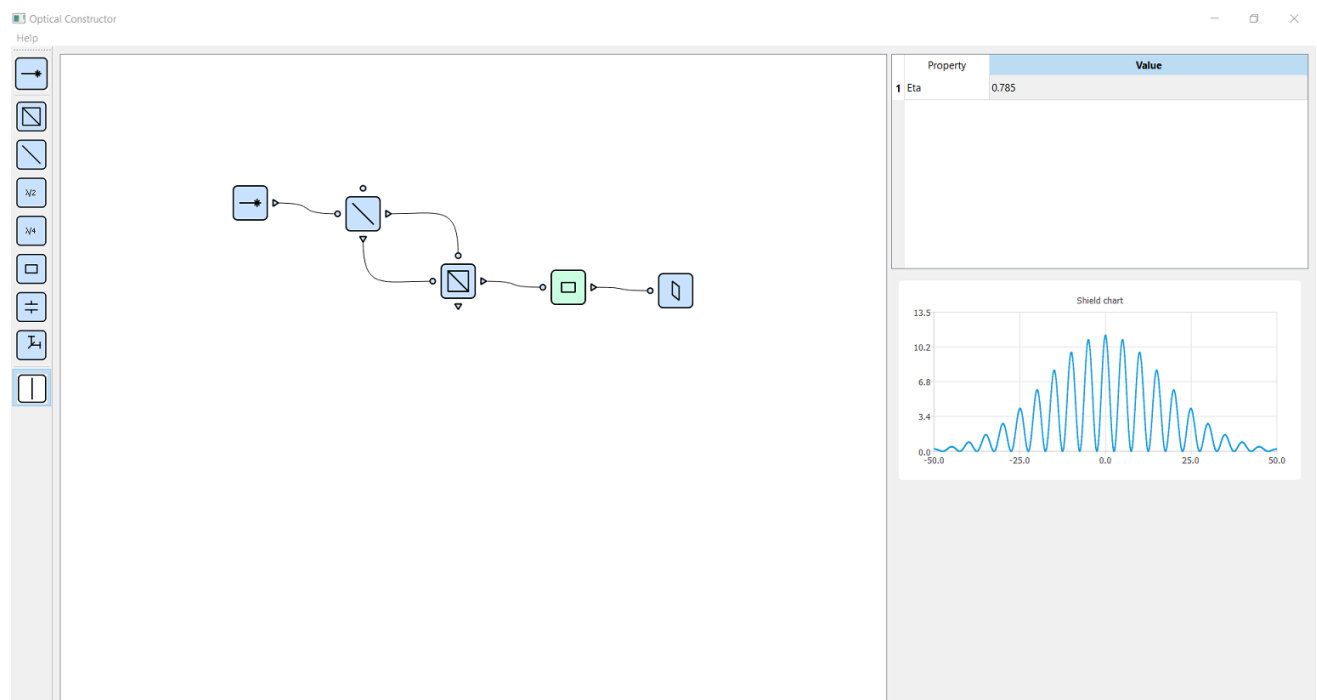 Optical Constructor
Help
λ/2
λ/4
Property Value
1 Eta 0.785
Shield chart
13.5
10.2
6.8
3.4
0.0
-50.0 -25.0 0.0 25.0 50.0